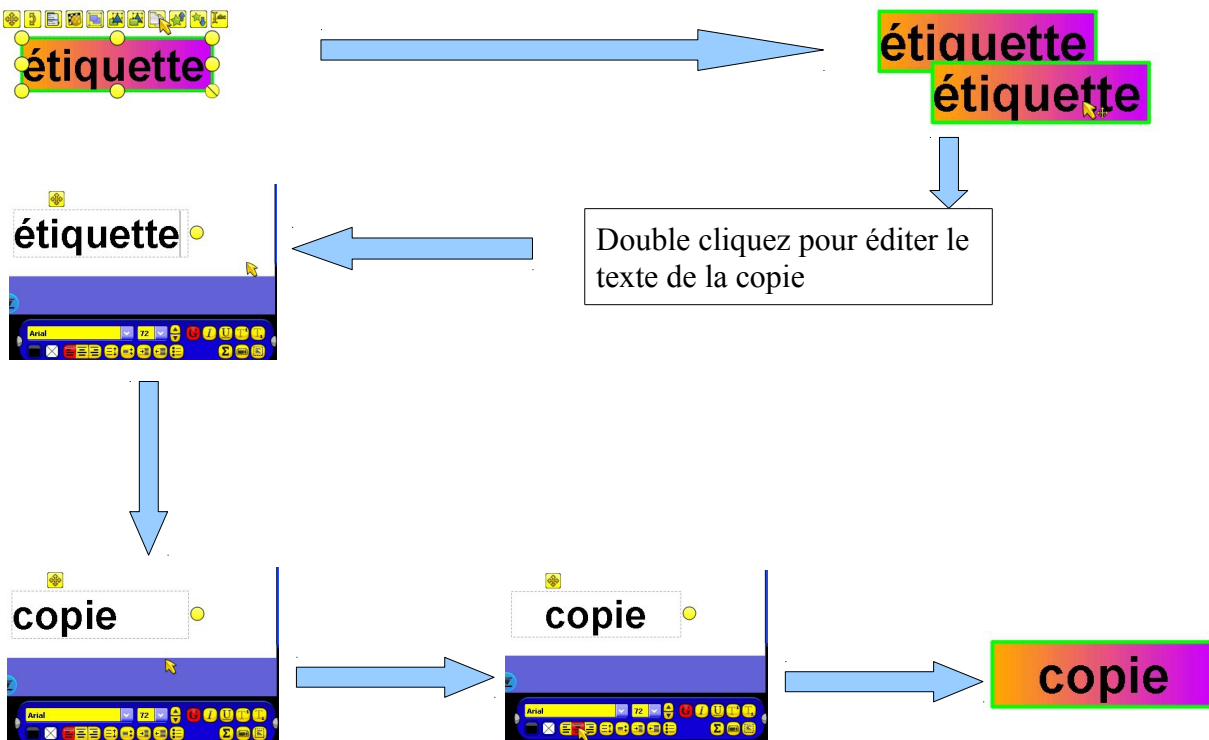 étiquette
étiquette
étiquette
Double cliquez pour éditer le
texte de la copie
étiquette
Arial 72
copie
Arial 72
copie
Arial 72
copie